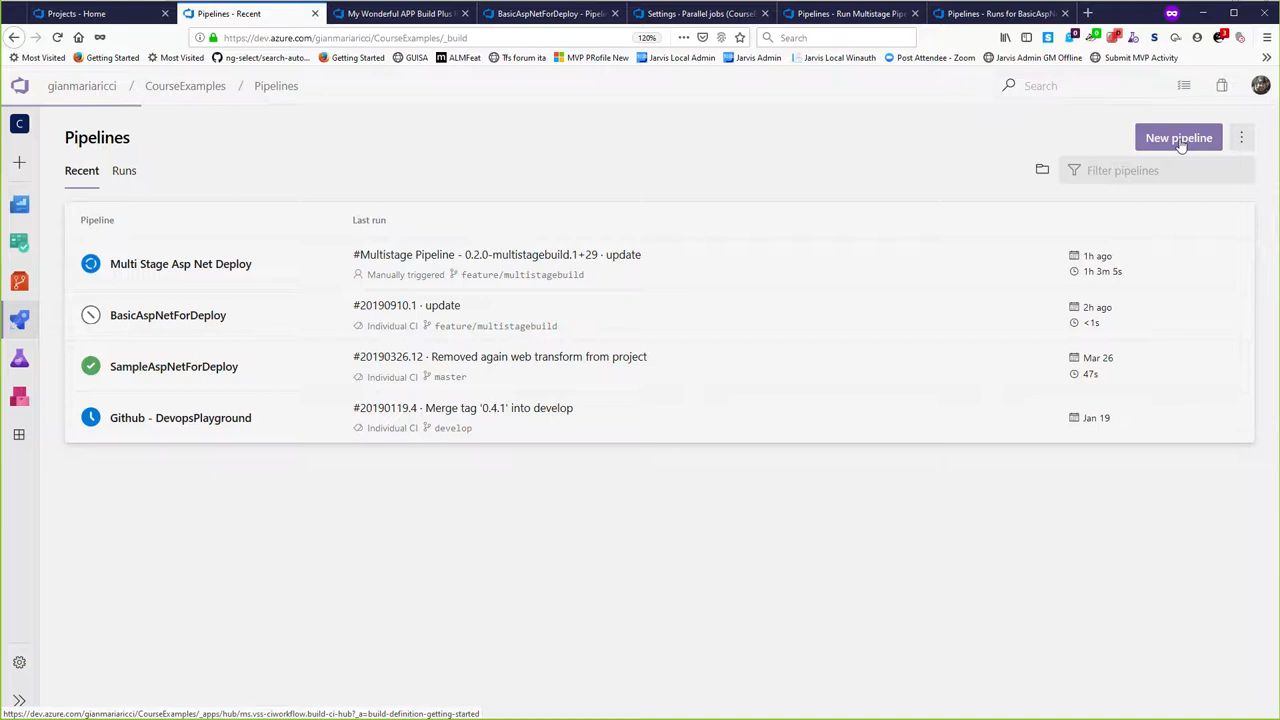 Projects - Home
Pipelines - Recent
My Wonderful APP Build Plus R
BasicAspNetForDeploy - Pipelin
Settings - Parallel jobs (Course
Pipelines - Run Multistage Pipe
Pipelines - Runs for BasicAspN
https://dev.azure.com/gianmariaricci/CourseExamples/_build
120%
Search
Most Visited
Getting Started
Most Visited
ng-select/search-auto...
Getting Started
GUISA
ALMFeat
Tfs forum ita
MVP PRofile New
Jarvis Local Admin
Jarvis Admin
Jarvis Local Winauth
Post Attendee - Zoom
Jarvis Admin GM Offline
Submit MVP Activity
gianmariaricci / CourseExamples / Pipelines
Search
C
Pipelines
New pipeline
Recent
Runs
Filter pipelines
Pipeline
Last run
Multi Stage Asp Net Deploy
#Multistage Pipeline - 0.2.0-multistagebuild.1+29 · update
Manually triggered feature/multistagebuild
1h ago
1h 3m 5s
BasicAspNetForDeploy
#20190910.1 · update
Individual CI feature/multistagebuild
2h ago
<1s
SampleAspNetForDeploy
#20190326.12 · Removed again web transform from project
Individual CI master
Mar 26
47s
Github - DevopsPlayground
#20190119.4 · Merge tag '0.4.1' into develop
Individual CI develop
Jan 19
https://dev.azure.com/gianmariaricci/CourseExamples/_apps/hub/ms.vss-ciworkflow.build-ci-hub?_a=build-definition-getting-started